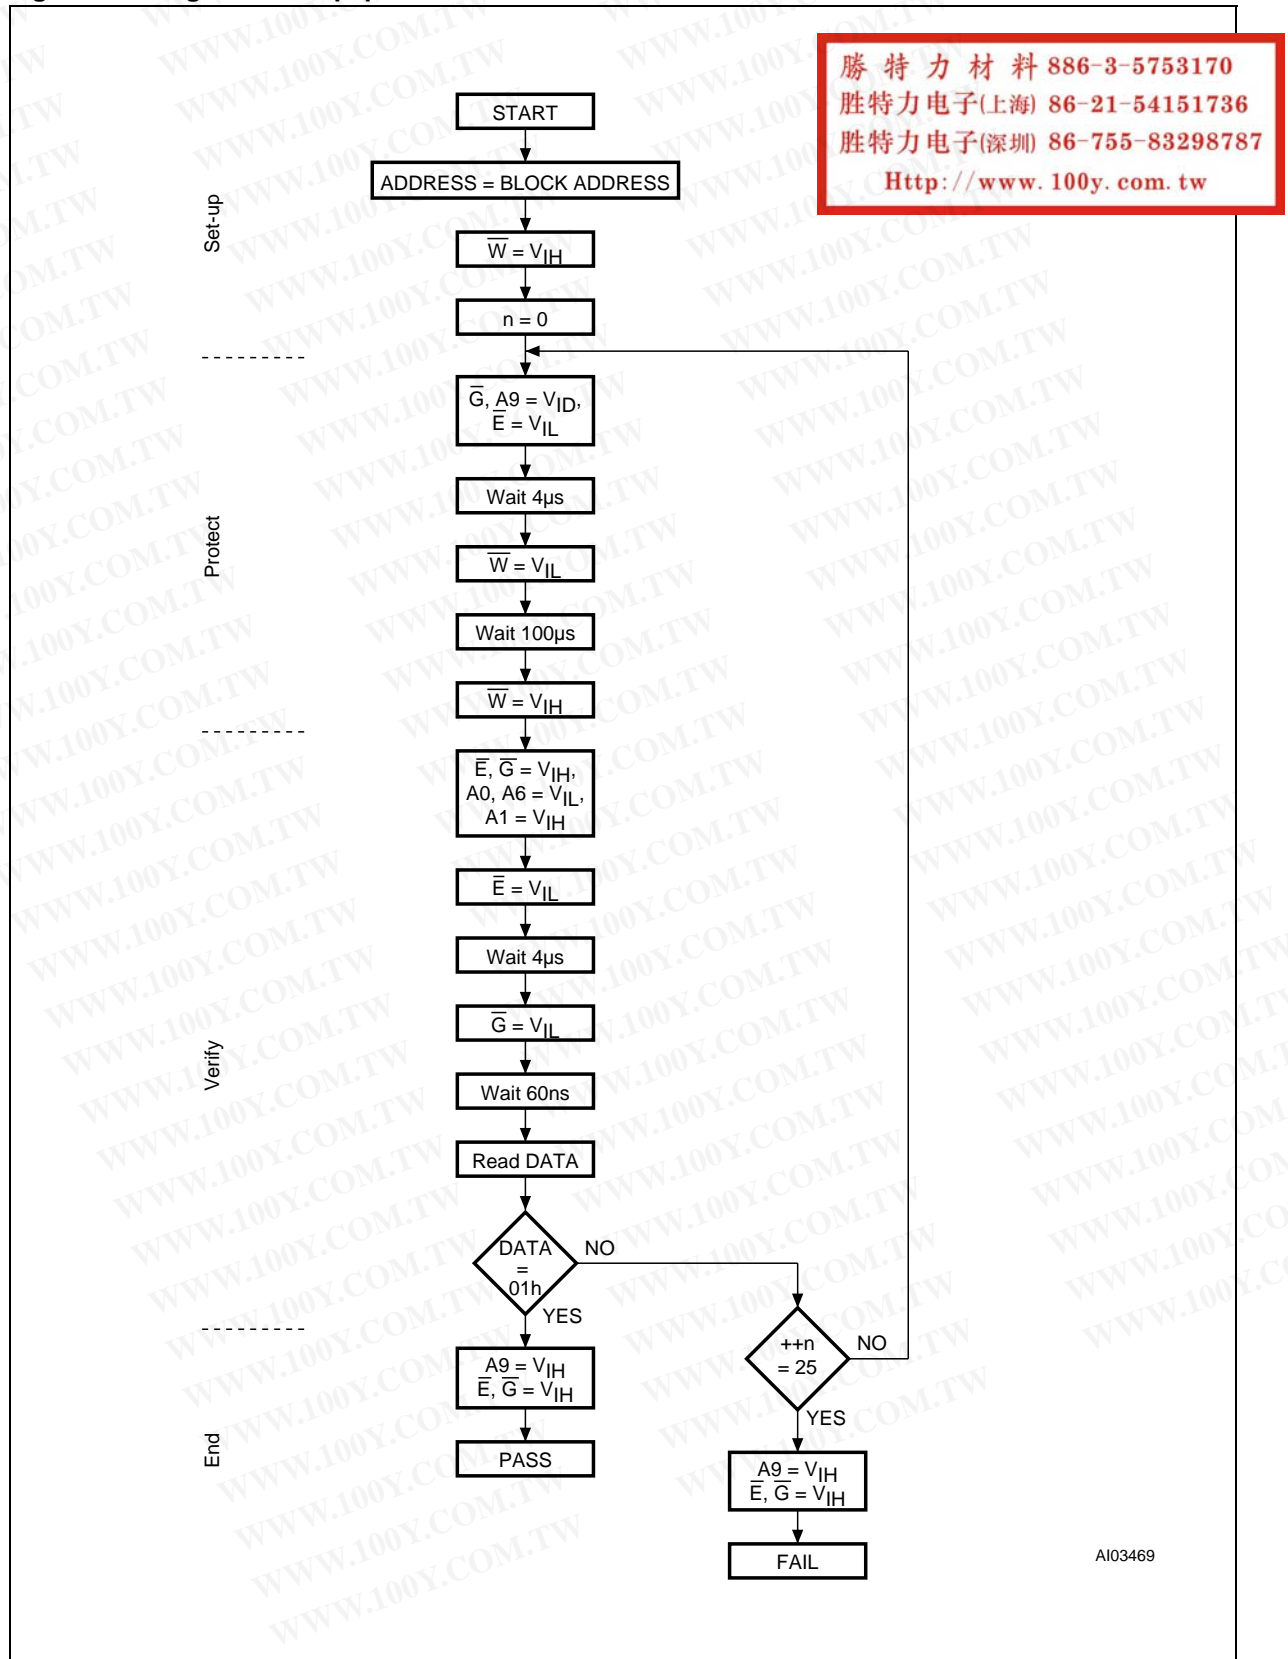 勝 特 力 材 料 886-3-5753170
胜特力电子(上海) 86-21-54151736
胜特力电子(深圳) 86-755-83298787
Http://www.100y.com.tw
Set-up
START
ADDRESS = BLOCK ADDRESS
W̅ = VIH
n = 0
Protect
G̅, A9 = VID,
E̅ = VIL
Wait 4µs
W̅ = VIL
Wait 100µs
W̅ = VIH
Verify
E̅, G̅ = VIH,
A0, A6 = VIL,
A1 = VIH
E̅ = VIL
Wait 4µs
G̅ = VIL
Wait 60ns
Read DATA
DATA
=
01h
NO
YES
++n
= 25
NO
YES
End
A9 = VIH
E̅, G̅ = VIH
PASS
A9 = VIH
E̅, G̅ = VIH
FAIL
AI03469
WWW.100Y.COM.TW